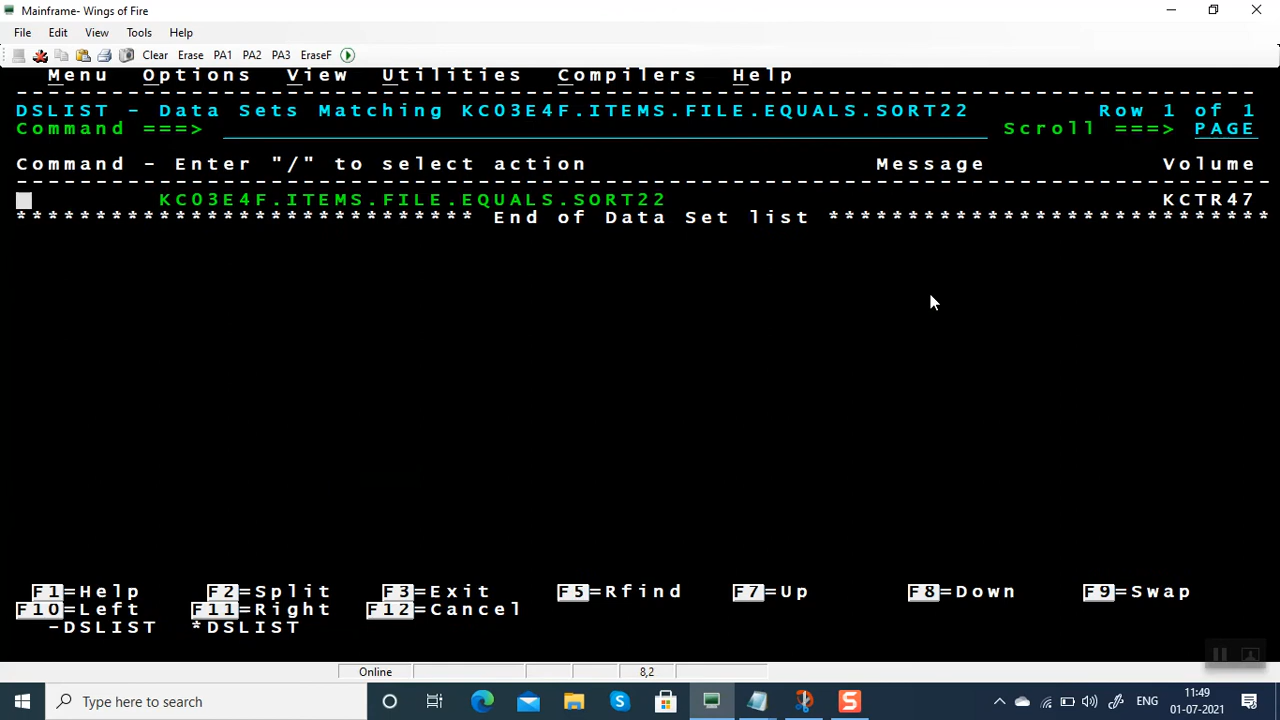 Mainframe- Wings of Fire
File Edit View Tools Help
Clear Erase PA1 PA2 PA3 EraseF
Menu Options View Utilities Compilers Help
DSLIST - Data Sets Matching KC03E4F.ITEMS.FILE.EQUALS.SORT22 Row 1 of 1
Command ===> Scroll ===> PAGE
Command - Enter "/" to select action Message Volume
KC03E4F.ITEMS.FILE.EQUALS.SORT22 KCTR47
***************************** End of Data Set list ****************************
F1=Help F2=Split F3=Exit F5=Rfind F7=Up F8=Down F9=Swap
F10=Left F11=Right F12=Cancel
-DSLIST *DSLIST
Online 8,2
Type here to search ENG 11:49
01-07-2021